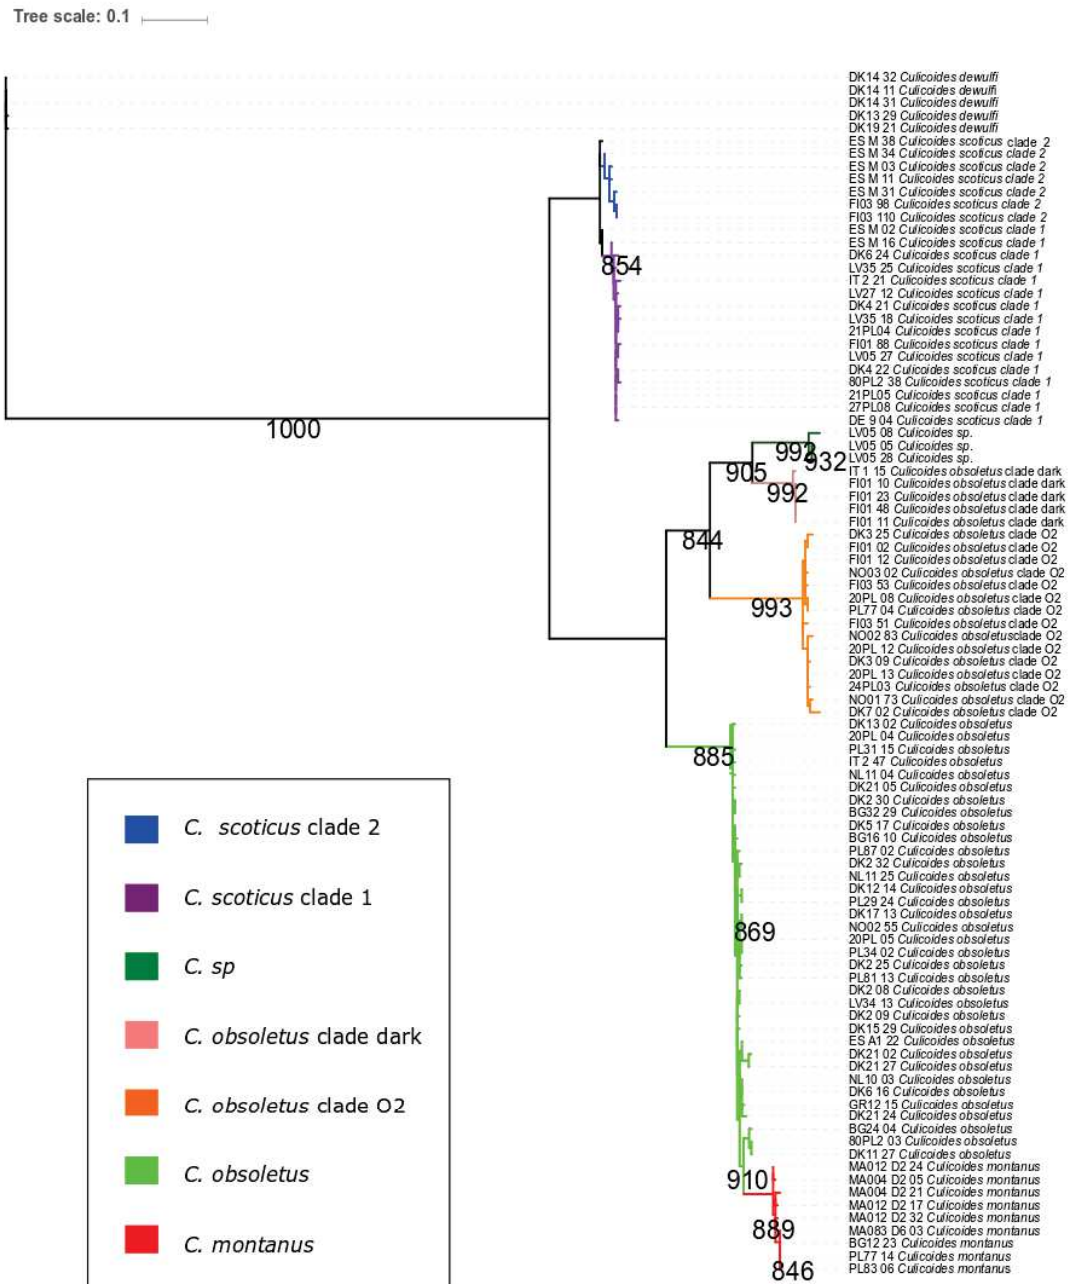 Tree scale: 0.1
DK14 32 Culicoides dewulfi
DK14 11 Culicoides dewulfi
DK14 31 Culicoides dewulfi
DK13 29 Culicoides dewulfi
DK19 21 Culicoides dewulfi
ES M 38 Culicoides scoticus clade 2
ES M 34 Culicoides scoticus clade 2
ES M 03 Culicoides scoticus clade 2
ES M 11 Culicoides scoticus clade 2
ES M 31 Culicoides scoticus clade 2
FI03 98 Culicoides scoticus clade 2
FI03 110 Culicoides scoticus clade 2
ES M 02 Culicoides scoticus clade 1
ES M 16 Culicoides scoticus clade 1
DK6 24 Culicoides scoticus clade 1
854
LV35 25 Culicoides scoticus clade 1
IT 2 21 Culicoides scoticus clade 1
LV27 12 Culicoides scoticus clade 1
DK4 21 Culicoides scoticus clade 1
LV35 18 Culicoides scoticus clade 1
21PL04 Culicoides scoticus clade 1
FI01 88 Culicoides scoticus clade 1
LV05 27 Culicoides scoticus clade 1
DK4 22 Culicoides scoticus clade 1
80PL2 38 Culicoides scoticus clade 1
21PL05 Culicoides scoticus clade 1
27PL08 Culicoides scoticus clade 1
DE 9 04 Culicoides scoticus clade 1
1000
LV05 08 Culicoides sp.
LV05 05 Culicoides sp.
LV05 28 Culicoides sp.
932
905
IT 1 15 Culicoides obsoletus clade dark
FI01 10 Culicoides obsoletus clade dark
992
FI01 23 Culicoides obsoletus clade dark
FI01 48 Culicoides obsoletus clade dark
FI01 11 Culicoides obsoletus clade dark
DK3 25 Culicoides obsoletus clade O2
844
FI01 02 Culicoides obsoletus clade O2
FI01 12 Culicoides obsoletus clade O2
NO03 02 Culicoides obsoletus clade O2
FI03 53 Culicoides obsoletus clade O2
20PL 08 Culicoides obsoletus clade O2
993
PL77 04 Culicoides obsoletus clade O2
FI03 51 Culicoides obsoletus clade O2
NO02 83 Culicoides obsoletusclade O2
20PL 12 Culicoides obsoletus clade O2
DK3 09 Culicoides obsoletus clade O2
20PL 13 Culicoides obsoletus clade O2
24PL03 Culicoides obsoletus clade O2
NO01 73 Culicoides obsoletus clade O2
DK7 02 Culicoides obsoletus clade O2
DK13 02 Culicoides obsoletus
20PL 04 Culicoides obsoletus
PL31 15 Culicoides obsoletus
885
IT 2 47 Culicoides obsoletus
NL11 04 Culicoides obsoletus
DK21 05 Culicoides obsoletus
DK2 30 Culicoides obsoletus
BG32 29 Culicoides obsoletus
DK5 17 Culicoides obsoletus
BG16 10 Culicoides obsoletus
PL87 02 Culicoides obsoletus
DK2 32 Culicoides obsoletus
NL11 25 Culicoides obsoletus
DK12 14 Culicoides obsoletus
PL29 24 Culicoides obsoletus
DK17 13 Culicoides obsoletus
NO02 55 Culicoides obsoletus
869
20PL 05 Culicoides obsoletus
PL34 02 Culicoides obsoletus
DK2 25 Culicoides obsoletus
PL81 13 Culicoides obsoletus
DK2 08 Culicoides obsoletus
LV34 13 Culicoides obsoletus
DK2 09 Culicoides obsoletus
DK15 29 Culicoides obsoletus
ES A1 22 Culicoides obsoletus
DK21 02 Culicoides obsoletus
DK21 27 Culicoides obsoletus
NL10 03 Culicoides obsoletus
DK6 16 Culicoides obsoletus
GR12 15 Culicoides obsoletus
DK21 24 Culicoides obsoletus
BG24 04 Culicoides obsoletus
80PL2 03 Culicoides obsoletus
DK11 27 Culicoides obsoletus
MA012 D2 24 Culicoides montanus
910
MA004 D2 05 Culicoides montanus
MA004 D2 21 Culicoides montanus
MA012 D2 17 Culicoides montanus
MA012 D2 32 Culicoides montanus
889
MA083 D6 03 Culicoides montanus
BG12 23 Culicoides montanus
PL77 14 Culicoides montanus
PL83 06 Culicoides montanus
846
C. scoticus clade 2
C. scoticus clade 1
C. sp
C. obsoletus clade dark
C. obsoletus clade O2
C. obsoletus
C. montanus